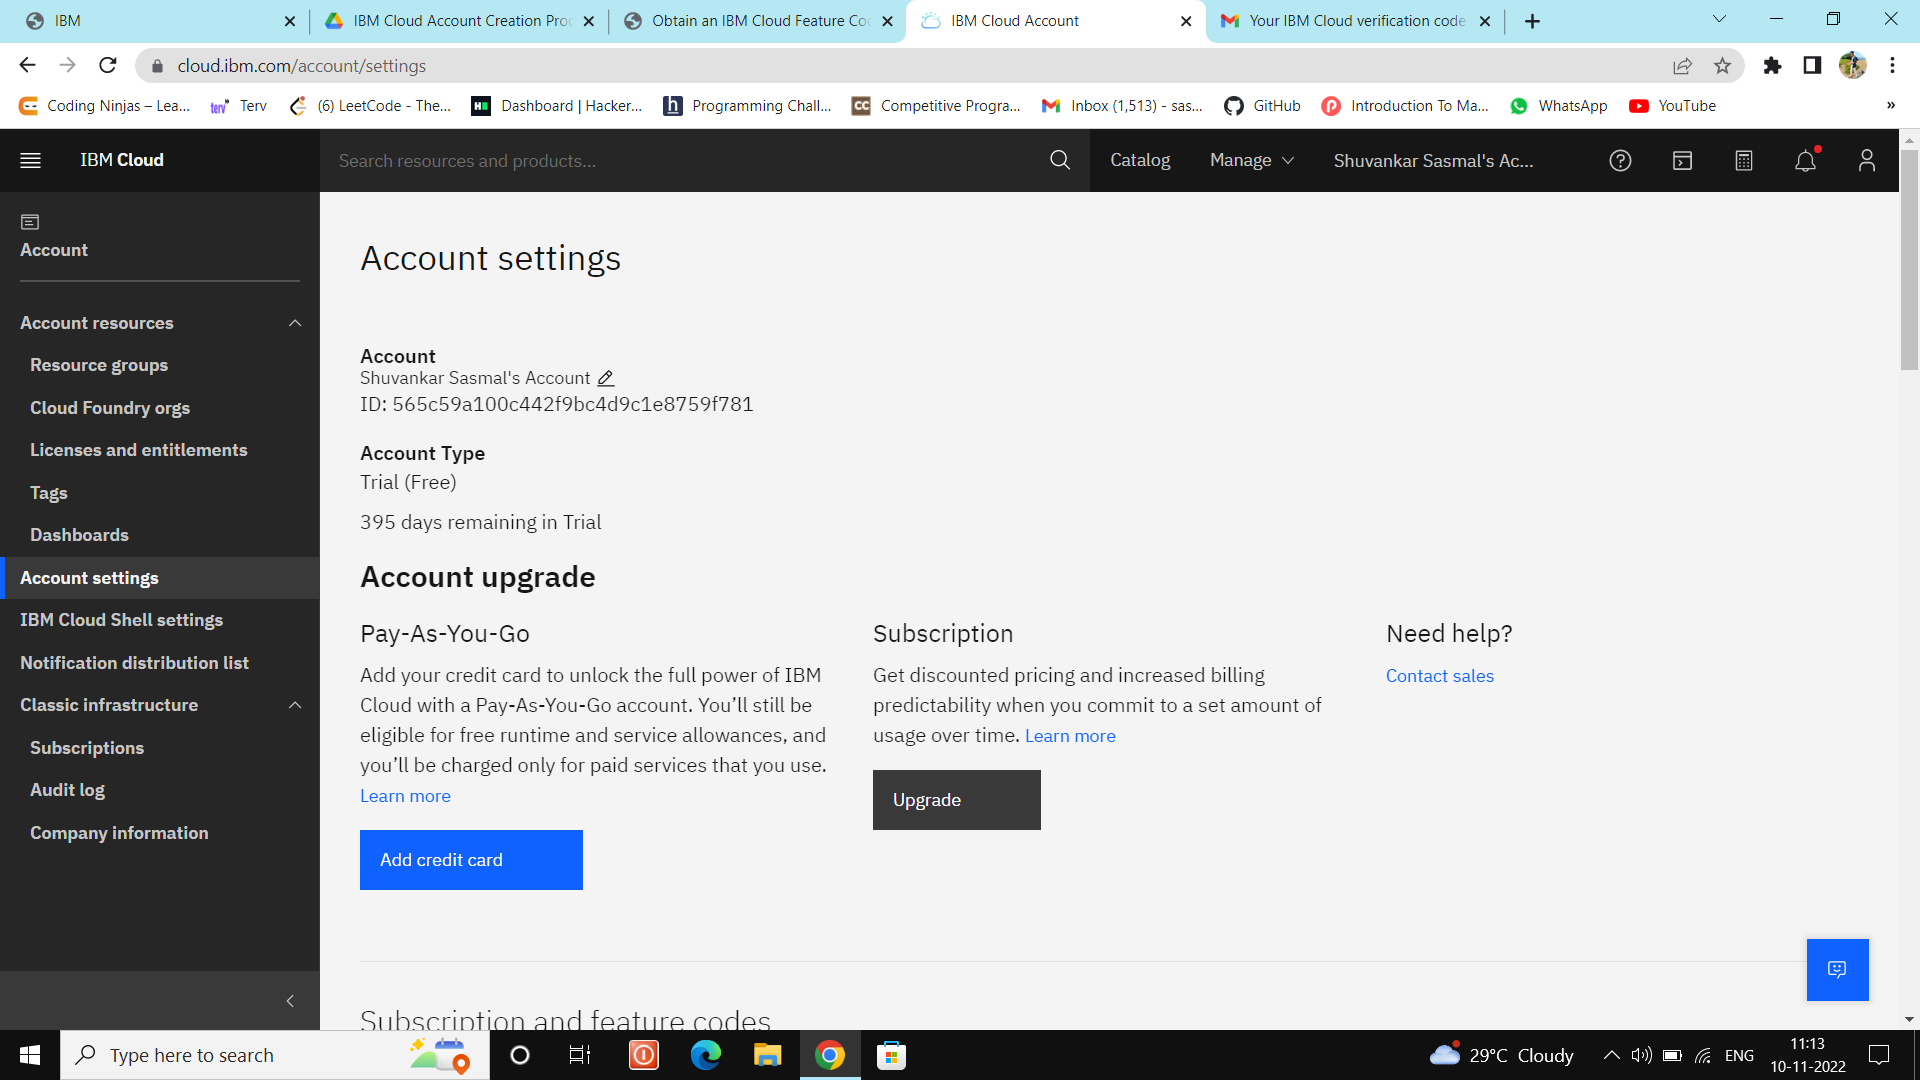 IBM
IBM Cloud Account Creation Proc
Obtain an IBM Cloud Feature Coc
IBM Cloud Account
Your IBM Cloud verification code
cloud.ibm.com/account/settings
Coding Ninjas – Lea...
terv Terv
(6) LeetCode - The...
Dashboard | Hacker...
Programming Chall...
Competitive Progra...
Inbox (1,513) - sas...
GitHub
Introduction To Ma...
WhatsApp
YouTube
IBM Cloud
Search resources and products...
Catalog
Manage
Shuvankar Sasmal's Ac...
Account
Account resources
Resource groups
Cloud Foundry orgs
Licenses and entitlements
Tags
Dashboards
Account settings
IBM Cloud Shell settings
Notification distribution list
Classic infrastructure
Subscriptions
Audit log
Company information
Account settings
Account
Shuvankar Sasmal's Account
ID: 565c59a100c442f9bc4d9c1e8759f781
Account Type
Trial (Free)
395 days remaining in Trial
Account upgrade
Pay-As-You-Go
Add your credit card to unlock the full power of IBM
Cloud with a Pay-As-You-Go account. You’ll still be
eligible for free runtime and service allowances, and
you’ll be charged only for paid services that you use.
Learn more
Add credit card
Subscription
Get discounted pricing and increased billing
predictability when you commit to a set amount of
usage over time. Learn more
Upgrade
Need help?
Contact sales
Subscription and feature codes
Type here to search
29°C Cloudy
ENG
11:13
10-11-2022